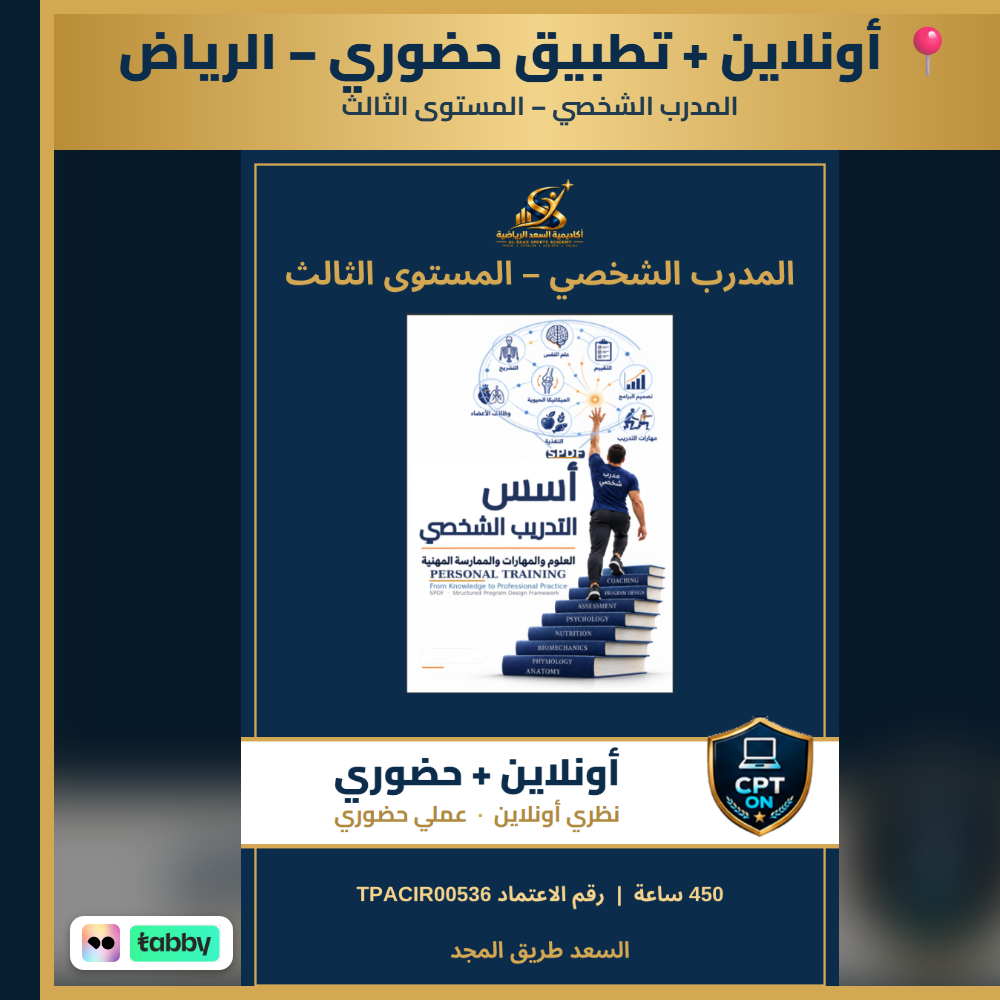 أونلاين + تطبيق حضوري – الرياض
المدرب الشخصي – المستوى الثالث
أكاديمية السعد الرياضية
AL-SAAD SPORTS ACADEMY
المدرب الشخصي – المستوى الثالث
علم النفس
التشريح
التقييم
الميكانيكا الحيوية
تصميم البرامج
وظائف الأعضاء
التغذية
مهارات التدريب
SPDF
مدرب
شخصي
أسس
التدريب الشخصي
العلوم والمهارات والممارسة المهنية
PERSONAL TRAINING
From Knowledge to Professional Practice
SPDF - Structured Program Design Framework
COACHING
PROGRAM DESIGN
ASSESSMENT
PSYCHOLOGY
NUTRITION
BIOMECHANICS
PHYSIOLOGY
ANATOMY
أونلاين + حضوري
نظري أونلاين · عملي حضوري
CPT
ON
450 ساعة | رقم الاعتماد TPACIR00536
السعد طريق المجد
tabby